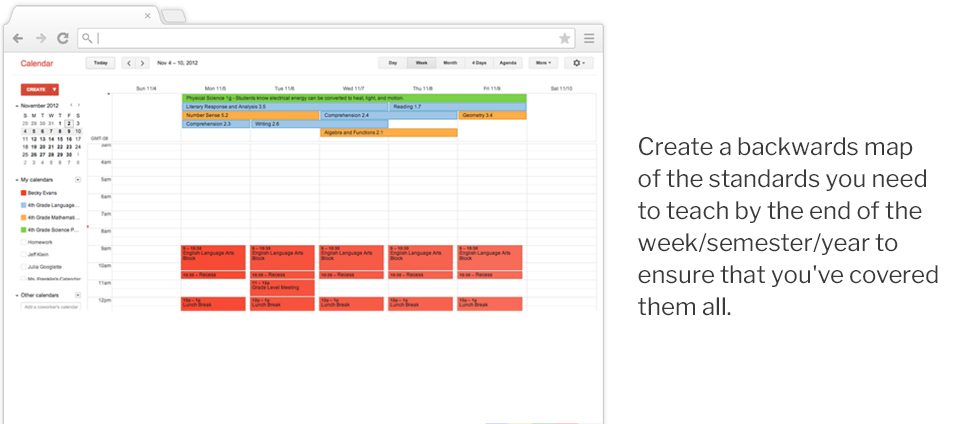 Calendar
Today
Nov 4 – 10, 2012
Day Week Month 4 Days Agenda More
CREATE
November 2012
S M T W T F S
28 29 30 31 1 2 3
4 5 6 7 8 9 10
11 12 13 14 15 16 17
18 19 20 21 22 23 24
25 26 27 28 29 30 1
2 3 4 5 6 7 8
My calendars
Becky Evans
4th Grade Language...
4th Grade Mathemati...
4th Grade Science P...
Homework
Jeff Klein
Julia Googlette
Other calendars
Add a coworker's calendar
Sun 11/4 Mon 11/5 Tue 11/6 Wed 11/7 Thu 11/8 Fri 11/9 Sat 11/10
Physical Science 1g - Students know electrical energy can be converted to heat, light, and motion.
Literary Response and Analysis 3.5 Reading 1.7
Number Sense 5.2 Comprehension 2.4 Geometry 3.4
Comprehension 2.3 Writing 2.6
Algebra and Functions 2.1
GMT-08
4am
5am
6am
7am
8am
9am
9 – 10:30 9 – 10:30 9 – 10:30 9 – 10:30 9 – 10:30
English Language Arts English Language Arts English Language Arts English Language Arts English Language Arts
Block Block Block Block Block
10:30 – Recess 10:30 – Recess 10:30 – Recess 10:30 – Recess 10:30 – Recess
11am
11 – 12p
Grade Level Meeting
12pm
12p – 1p 12p – 1p 12p – 1p 12p – 1p 12p – 1p
Lunch Break Lunch Break Lunch Break Lunch Break Lunch Break
Create a backwards map
of the standards you need
to teach by the end of the
week/semester/year to
ensure that you've covered
them all.